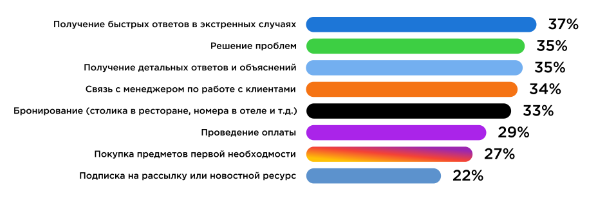 Получение быстрых ответов в экстренных случаях 37%
Решение проблем 35%
Получение детальных ответов и объяснений 35%
Связь с менеджером по работе с клиентами 34%
Бронирование (столика в ресторане, номера в отеле и т.д.) 33%
Проведение оплаты 29%
Покупка предметов первой необходимости 27%
Подписка на рассылку или новостной ресурс 22%